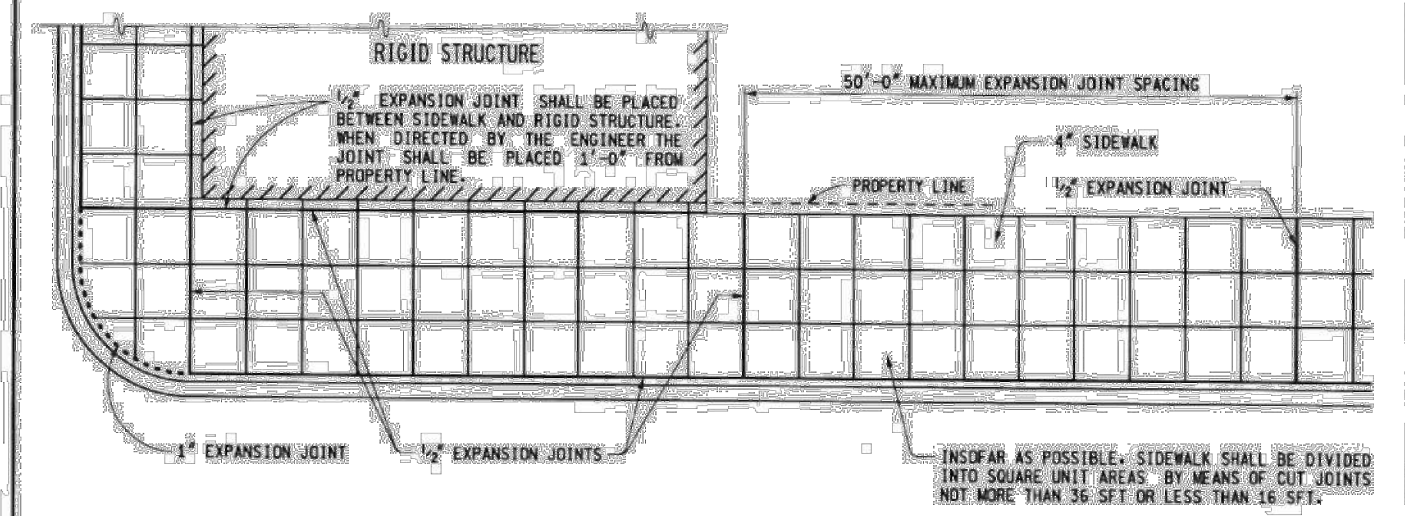 RIGID STRUCTURE
1/2" EXPANSION JOINT SHALL BE PLACED
BETWEEN SIDEWALK AND RIGID STRUCTURE.
WHEN DIRECTED BY THE ENGINEER THE
JOINT SHALL BE PLACED 1'-0" FROM
PROPERTY LINE.
50'-0" MAXIMUM EXPANSION JOINT SPACING
4" SIDEWALK
PROPERTY LINE
1/2" EXPANSION JOINT
1" EXPANSION JOINT
1/2" EXPANSION JOINTS
INSOFAR AS POSSIBLE, SIDEWALK SHALL BE DIVIDED
INTO SQUARE UNIT AREAS BY MEANS OF CUT JOINTS
NOT MORE THAN 36 SFT OR LESS THAN 16 SFT.